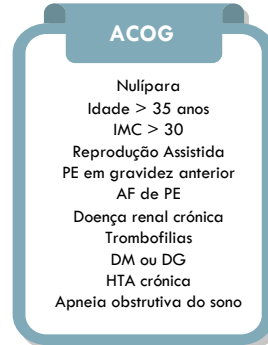 ACOG
Nulípara
Idade > 35 anos
IMC > 30
Reprodução Assistida
PE em gravidez anterior
AF de PE
Doença renal crónica
Trombofilias
DM ou DG
HTA crónica
Apneia obstrutiva do sono